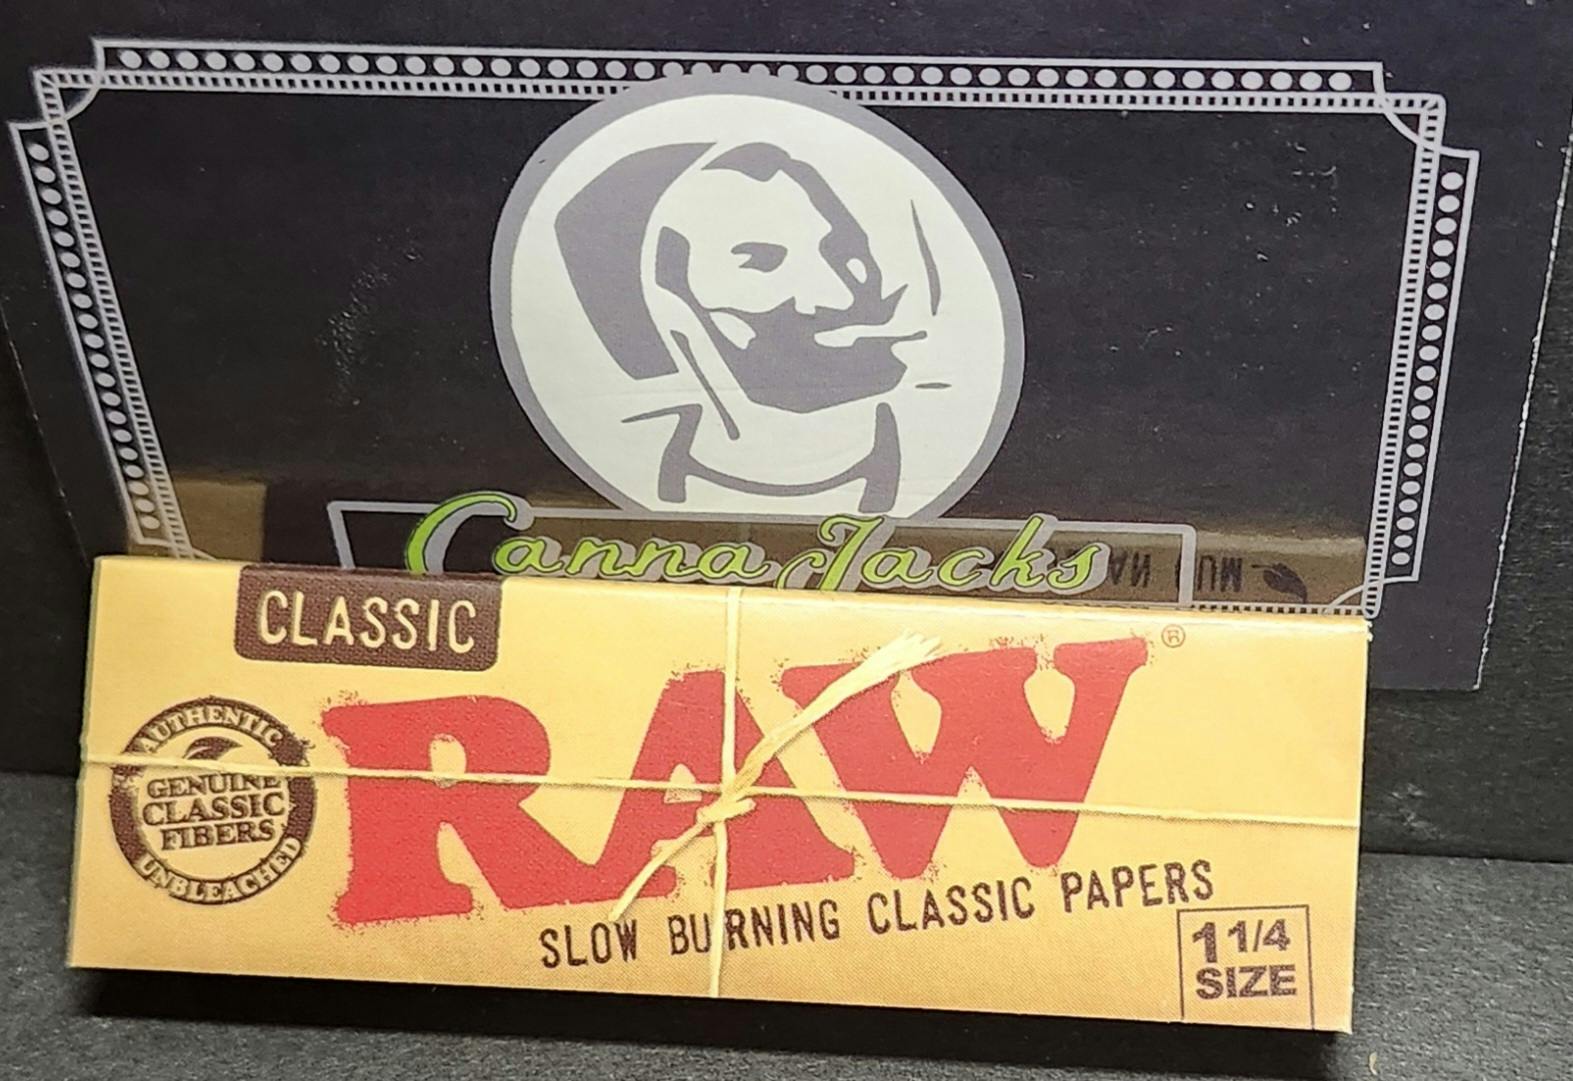 Canna Jacks
CLASSIC
RAW®
AUTHENTIC
GENUINE
CLASSIC
FIBERS
UNBLEACHED
SLOW BURNING CLASSIC PAPERS
1 1/4
SIZE